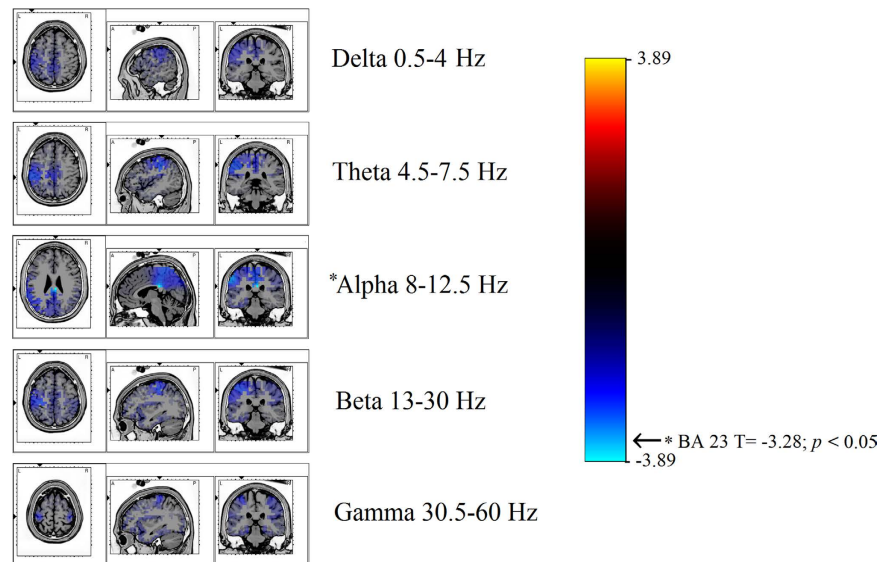 L R A P L R
Delta 0.5-4 Hz
L R A P L R
Theta 4.5-7.5 Hz
L R A P L
*Alpha 8-12.5 Hz
L R A P L
Beta 13-30 Hz
L R A P L
Gamma 30.5-60 Hz
3.89
* BA 23 T= -3.28; p < 0.05
-3.89